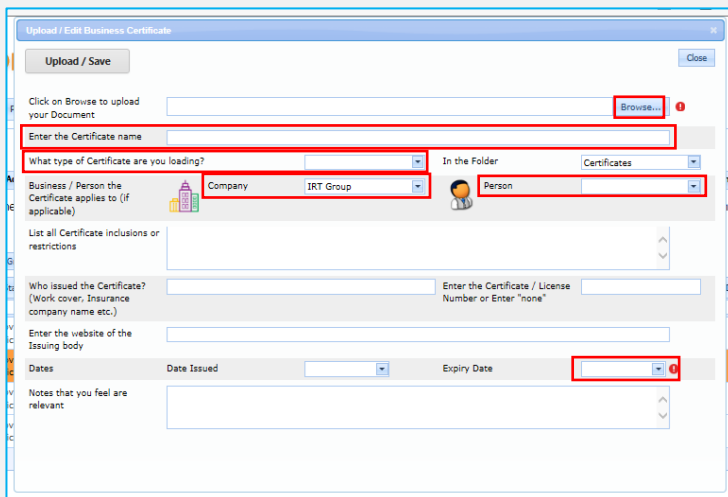 Upload / Edit Business Certificate
Upload / Save
Close
Click on Browse to upload
your Document
Browse...
Enter the Certificate name
What type of Certificate are you loading?
In the Folder
Certificates
Business / Person the
Certificate applies to (if
applicable)
Company
IRT Group
Person
List all Certificate inclusions or
restrictions
Who issued the Certificate?
(Work cover, Insurance
company name etc.)
Enter the Certificate / License
Number or Enter "none"
Enter the website of the
Issuing body
Dates
Date Issued
Expiry Date
Notes that you feel are
relevant